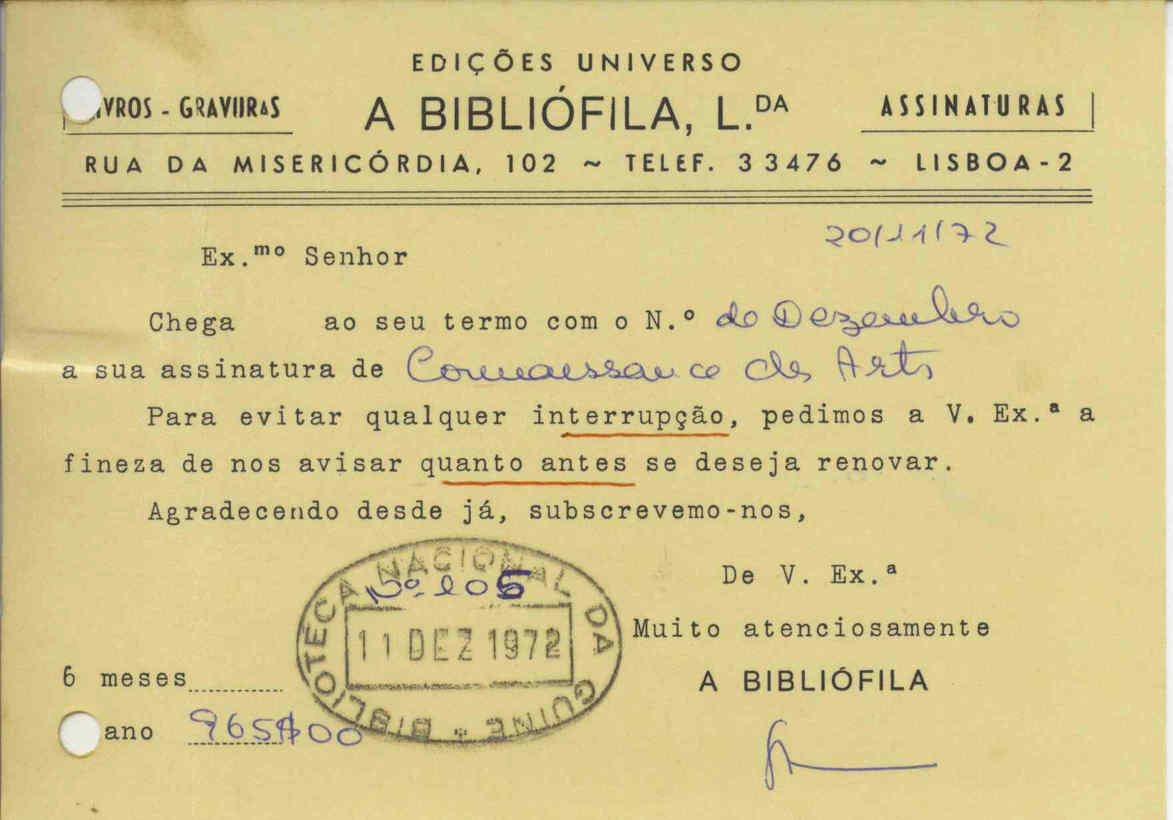 EDIÇÕES UNIVERSO
VROS - GRAVURAS A BIBLIÓFILA, L.DA ASSINATURAS
RUA DA MISERICÓRDIA, 102 ~ TELEF. 33476 ~ LISBOA-2
20/11/72
Ex.mo Senhor
Chega ao seu termo com o N.º de Dezembro
a sua assinatura de Connaissance des Arts
Para evitar qualquer interrupção, pedimos a V. Ex.ª a
fineza de nos avisar quanto antes se deseja renovar.
Agradecendo desde já, subscrevemo-nos,
De V. Ex.ª
Muito atenciosamente
A BIBLIÓFILA
BIBLIOTECA NACIONAL DA GUINÉ
Nº 105
11 DEZ 1972
6 meses
ano 965$00